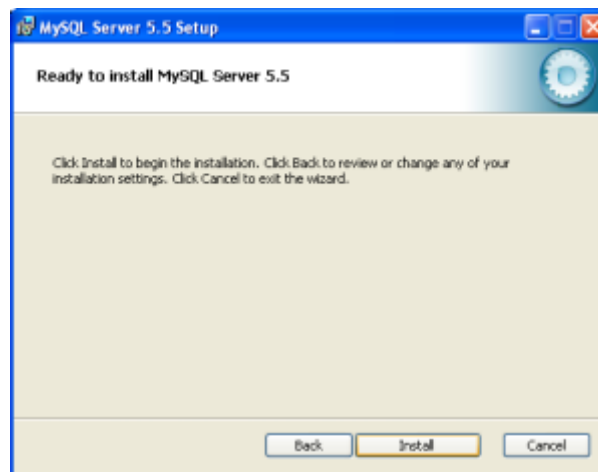 MySQL Server 5.5 Setup
Ready to install MySQL Server 5.5
Click Install to begin the installation. Click Back to review or change any of your
installation settings. Click Cancel to exit the wizard.
Back Install Cancel